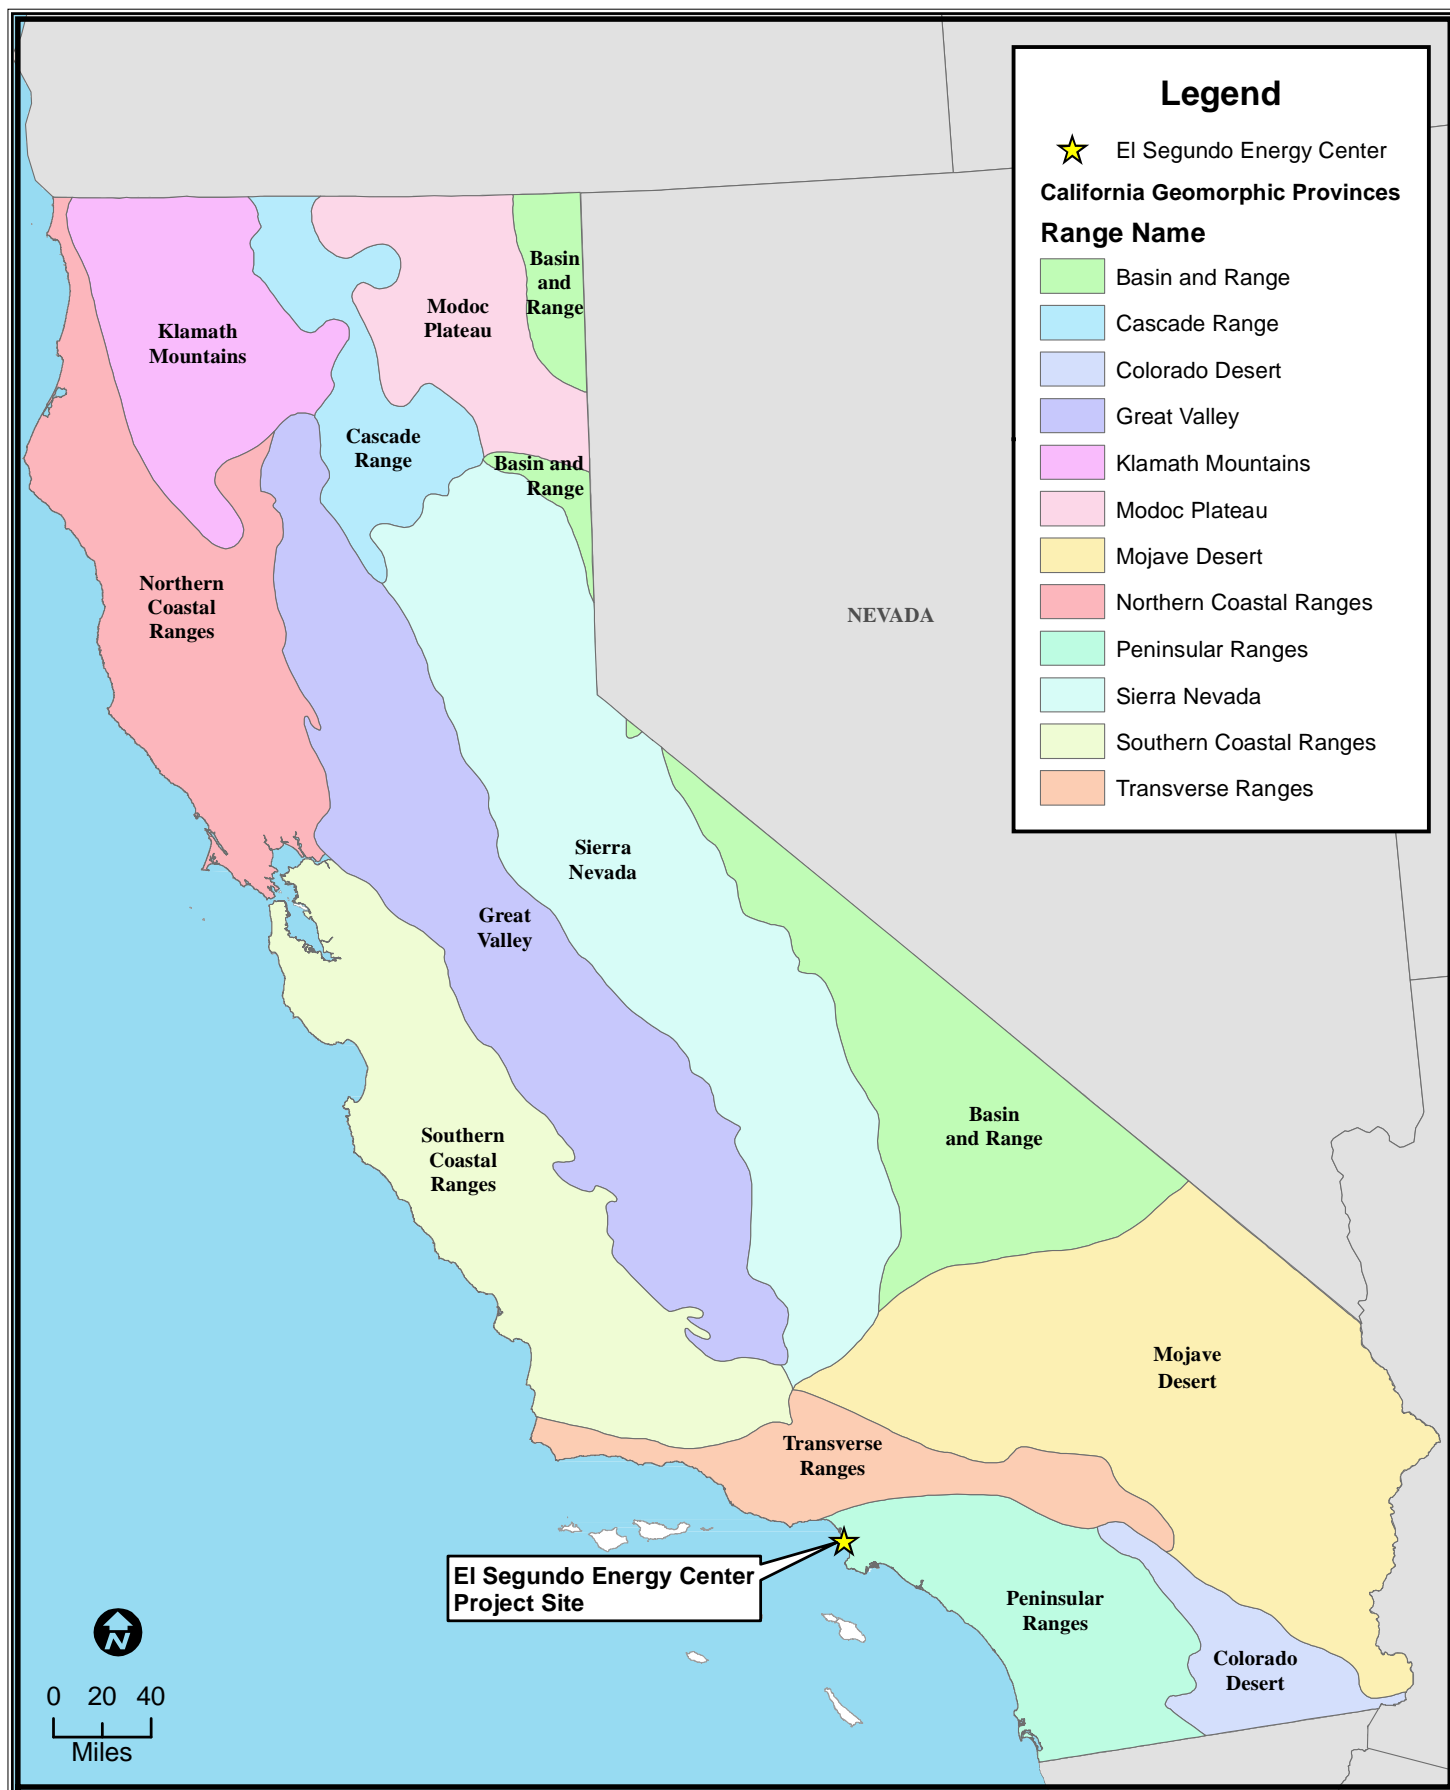 Legend
El Segundo Energy Center
California Geomorphic Provinces
Range Name
Basin and Range
Cascade Range
Colorado Desert
Great Valley
Klamath Mountains
Modoc Plateau
Mojave Desert
Northern Coastal Ranges
Peninsular Ranges
Sierra Nevada
Southern Coastal Ranges
Transverse Ranges
Basin
and
Range
Modoc
Plateau
Klamath
Mountains
Cascade
Range
Basin and
Range
Northern
Coastal
Ranges
NEVADA
Sierra
Nevada
Great
Valley
Basin
and Range
Southern
Coastal
Ranges
Mojave
Desert
Transverse
Ranges
El Segundo Energy Center
Project Site
Peninsular
Ranges
Colorado
Desert
N
0 20 40
Miles